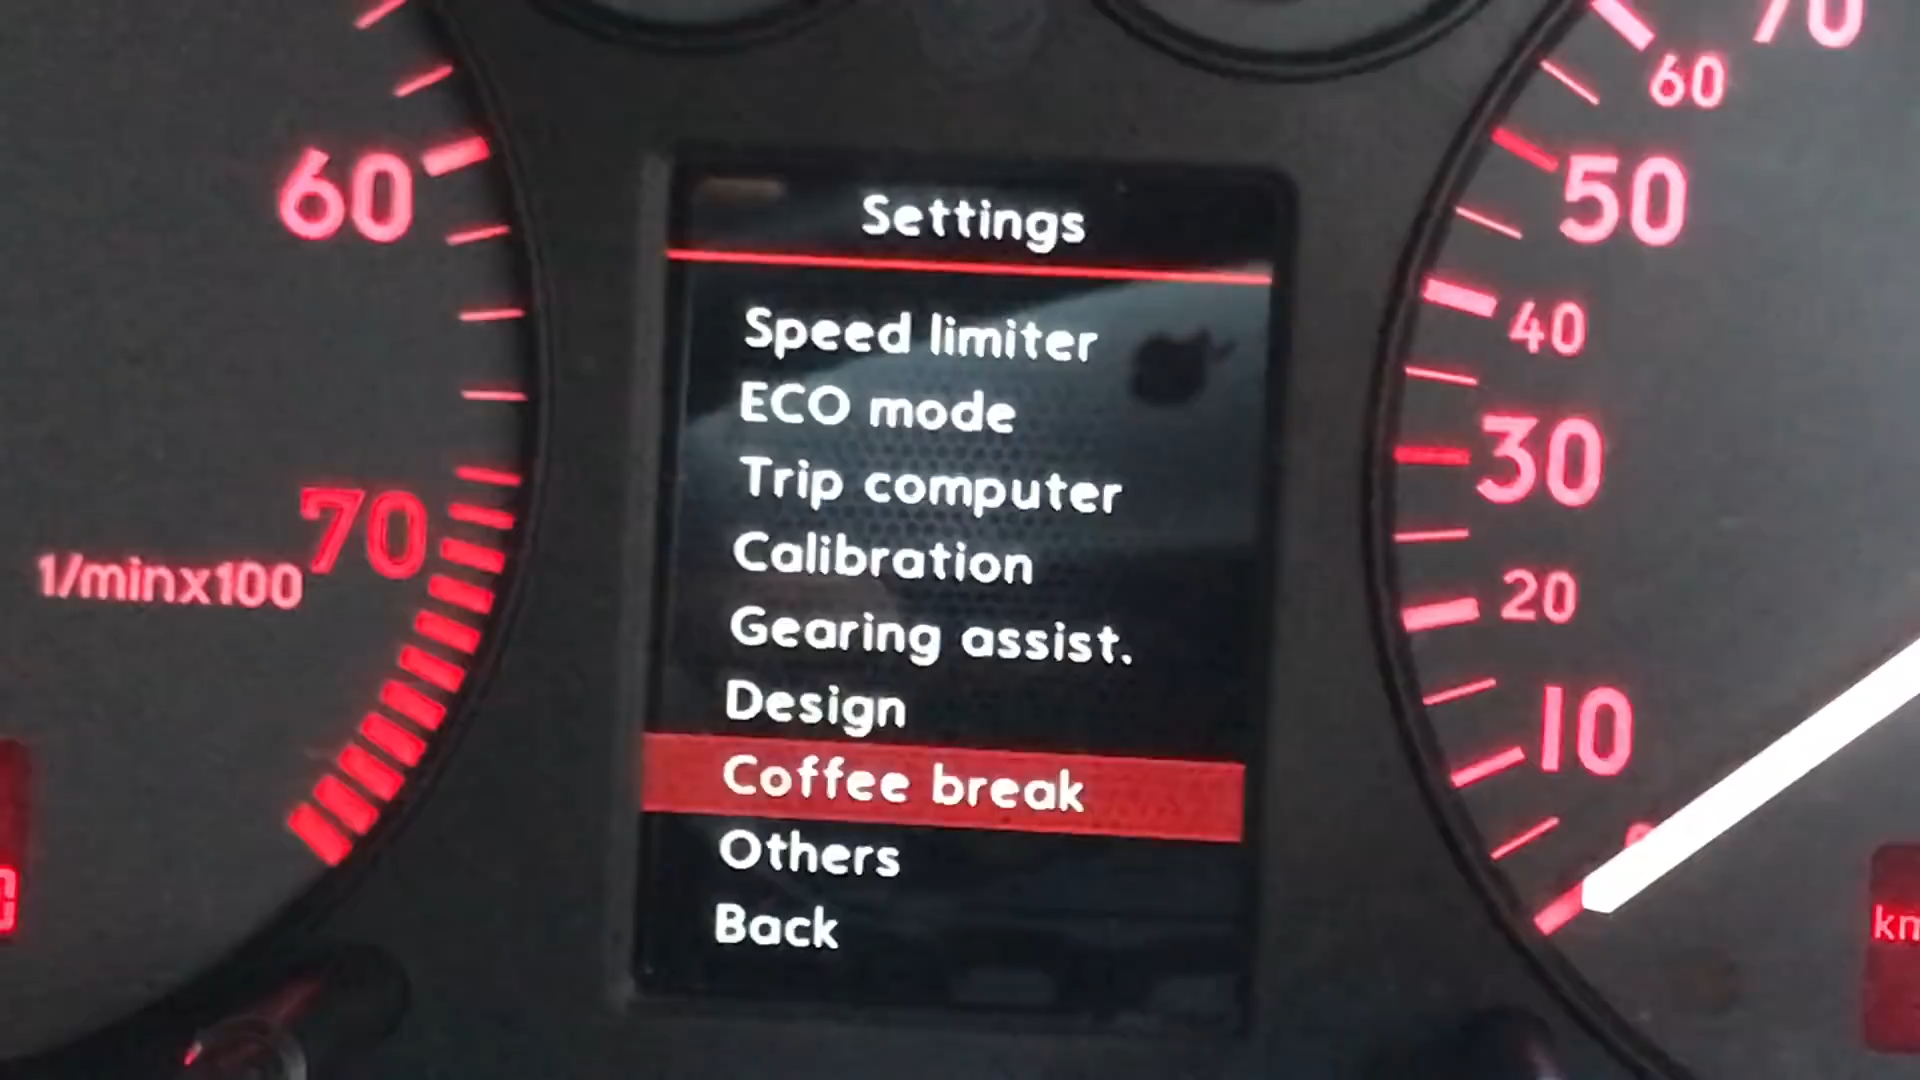 Settings
Speed limiter
ECO mode
Trip computer
Calibration
Gearing assist.
Design
Coffee break
Others
Back
60
70
1/minx100
70
60
50
40
30
20
10